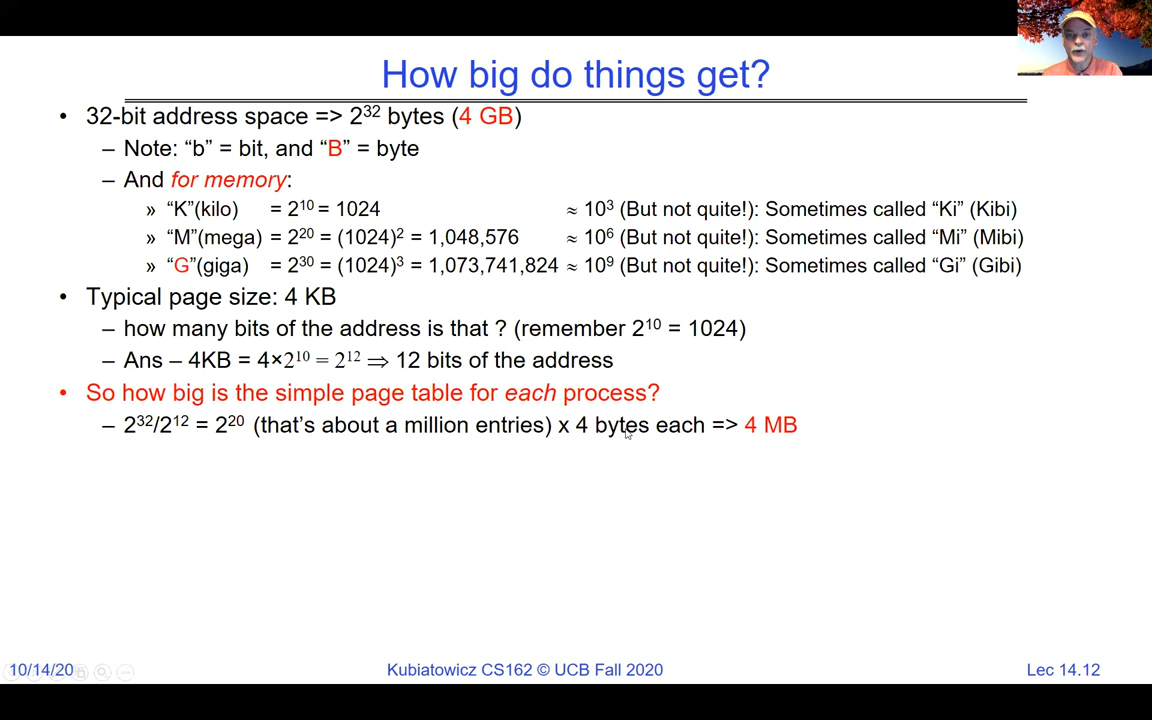 How big do things get?
• 32-bit address space => 2³² bytes (4 GB)
– Note: “b” = bit, and “B” = byte
– And for memory:
» “K”(kilo) = 2¹⁰ = 1024 ≈ 10³ (But not quite!): Sometimes called “Ki” (Kibi)
» “M”(mega) = 2²⁰ = (1024)² = 1,048,576 ≈ 10⁶ (But not quite!): Sometimes called “Mi” (Mibi)
» “G”(giga) = 2³⁰ = (1024)³ = 1,073,741,824 ≈ 10⁹ (But not quite!): Sometimes called “Gi” (Gibi)
• Typical page size: 4 KB
– how many bits of the address is that ? (remember 2¹⁰ = 1024)
– Ans – 4KB = 4×2¹⁰ = 2¹² ⇒ 12 bits of the address
• So how big is the simple page table for each process?
– 2³²/2¹² = 2²⁰ (that’s about a million entries) x 4 bytes each => 4 MB
10/14/20 Kubiatowicz CS162 © UCB Fall 2020 Lec 14.12